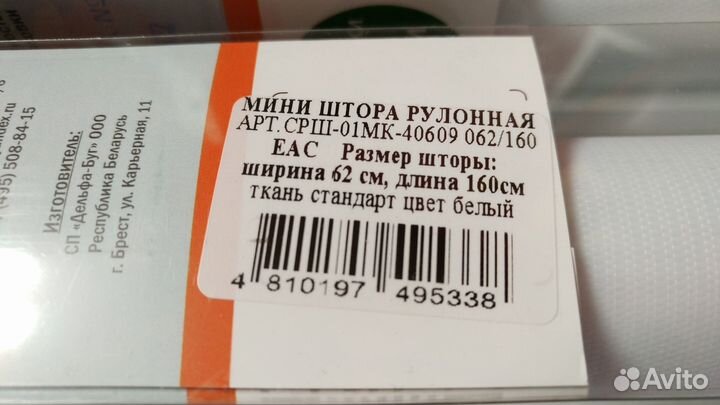 МИНИ ШТОРА РУЛОННАЯ
АРТ.СРШ-01МК-40609 062/160
ЕАС Размер шторы:
ширина 62 см, длина 160см
ткань стандарт цвет белый
4 810197 495338
(495) 508-84-15
Изготовитель:
СП «Дельфа-Буг» ООО
Республика Беларусь
г. Брест, ул. Карьерная, 11
Avito